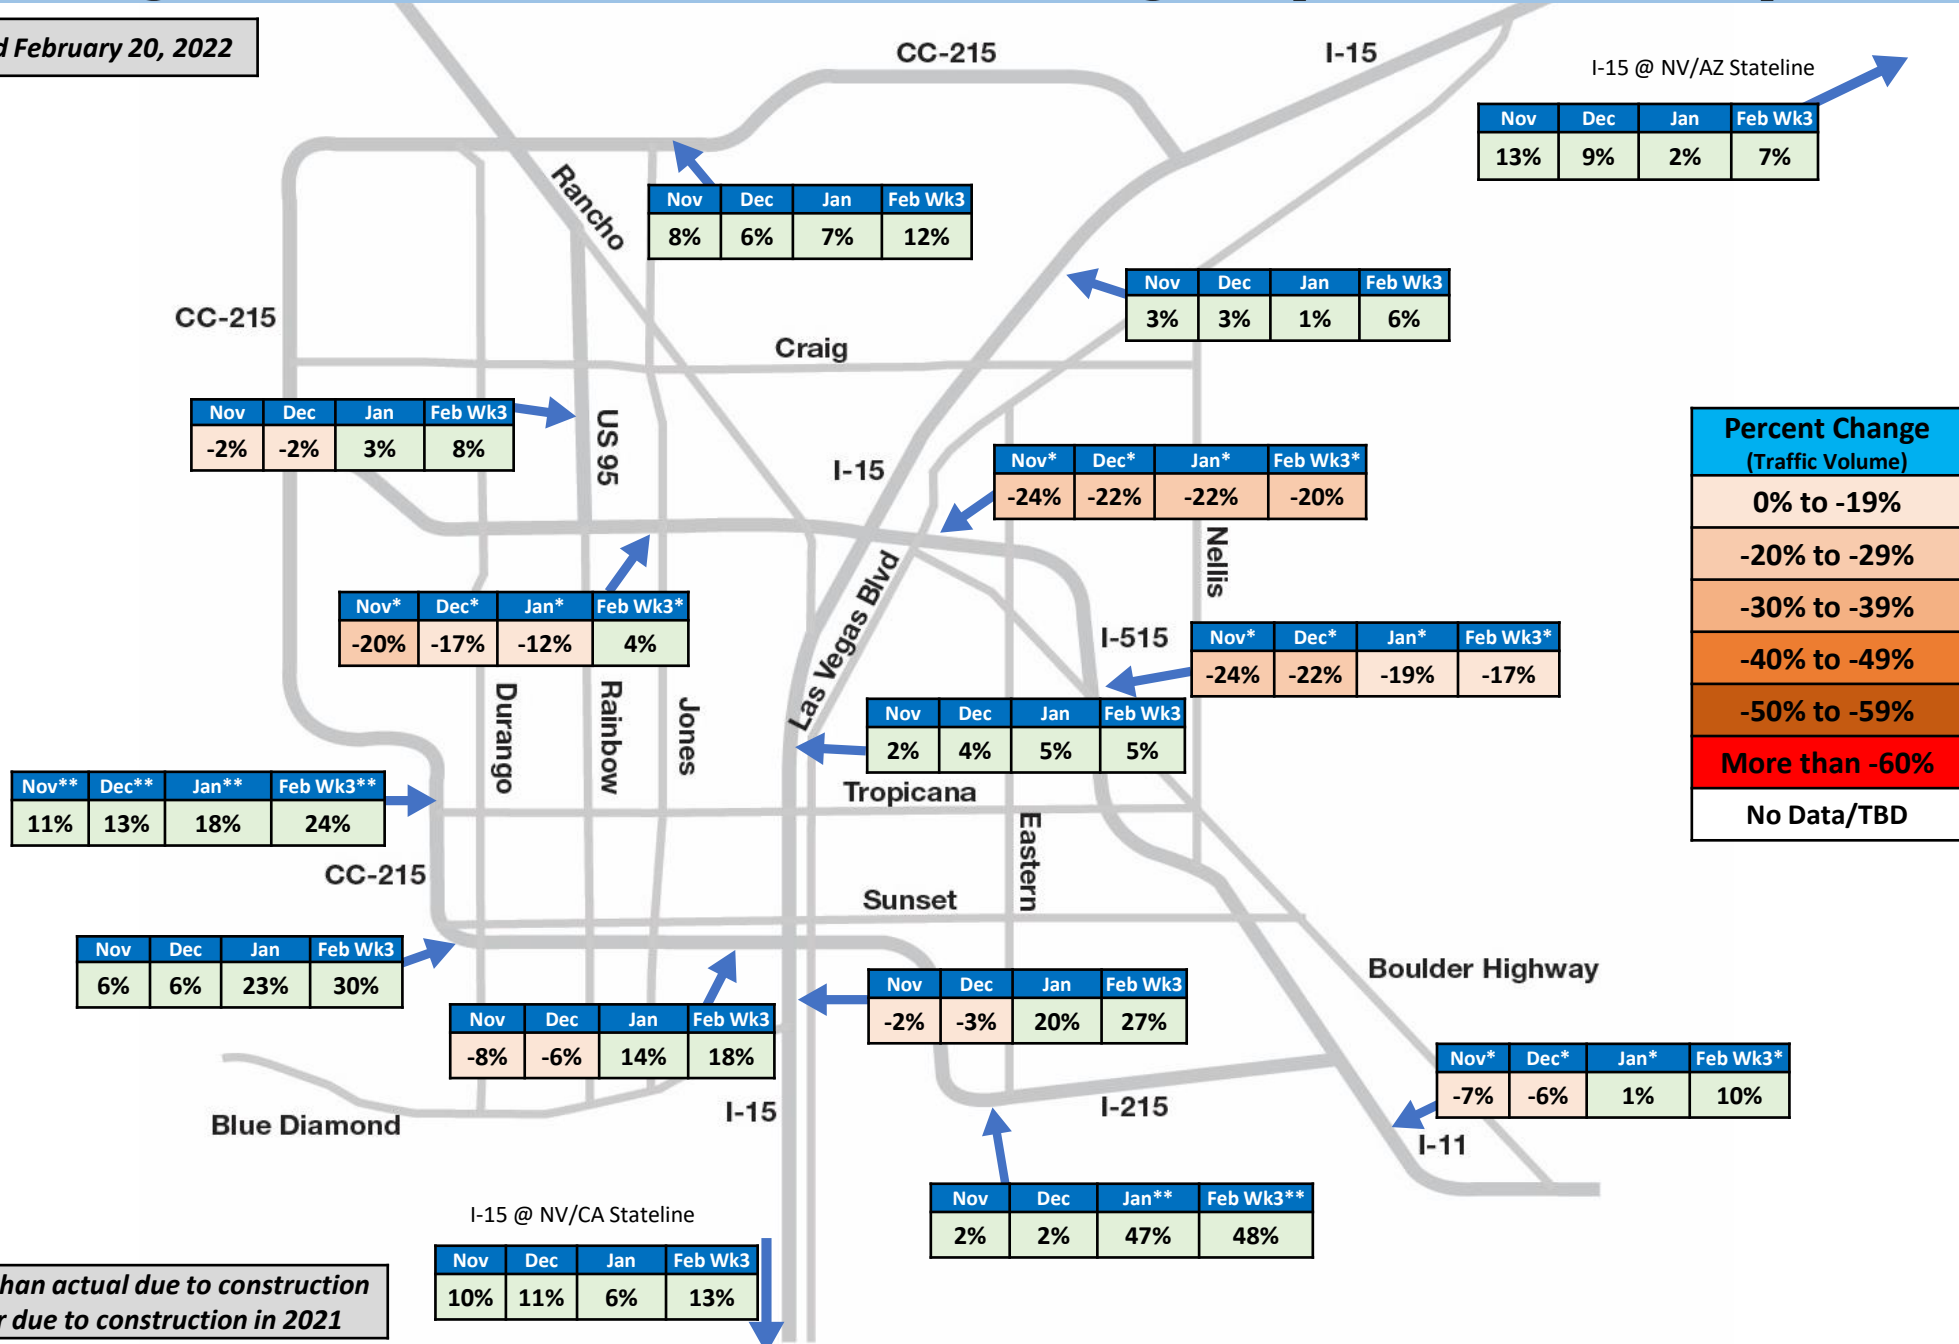 February 20, 2022
CC-215
I-15
I-15 @ NV/AZ Stateline
Nov Dec Jan Feb Wk3
13% 9% 2% 7%
Rancho
Nov Dec Jan Feb Wk3
8% 6% 7% 12%
Nov Dec Jan Feb Wk3
3% 3% 1% 6%
CC-215
Craig
Nov Dec Jan Feb Wk3
-2% -2% 3% 8%
US 95
I-15
Nov* Dec* Jan* Feb Wk3*
-24% -22% -22% -20%
Percent Change
(Traffic Volume)
0% to -19%
-20% to -29%
-30% to -39%
-40% to -49%
-50% to -59%
More than -60%
No Data/TBD
Nellis
Las Vegas Blvd
Nov* Dec* Jan* Feb Wk3*
-20% -17% -12% 4%
I-515
Nov* Dec* Jan* Feb Wk3*
-24% -22% -19% -17%
Durango
Rainbow
Jones
Nov Dec Jan Feb Wk3
2% 4% 5% 5%
Nov** Dec** Jan** Feb Wk3**
11% 13% 18% 24%
Tropicana
Eastern
CC-215
Sunset
Nov Dec Jan Feb Wk3
6% 6% 23% 30%
Boulder Highway
Nov Dec Jan Feb Wk3
-8% -6% 14% 18%
Nov Dec Jan Feb Wk3
-2% -3% 20% 27%
Nov* Dec* Jan* Feb Wk3*
-7% -6% 1% 10%
Blue Diamond
I-15
I-215
I-11
Nov Dec Jan** Feb Wk3**
2% 2% 47% 48%
I-15 @ NV/CA Stateline
Nov Dec Jan Feb Wk3
10% 11% 6% 13%
han actual due to construction
r due to construction in 2021